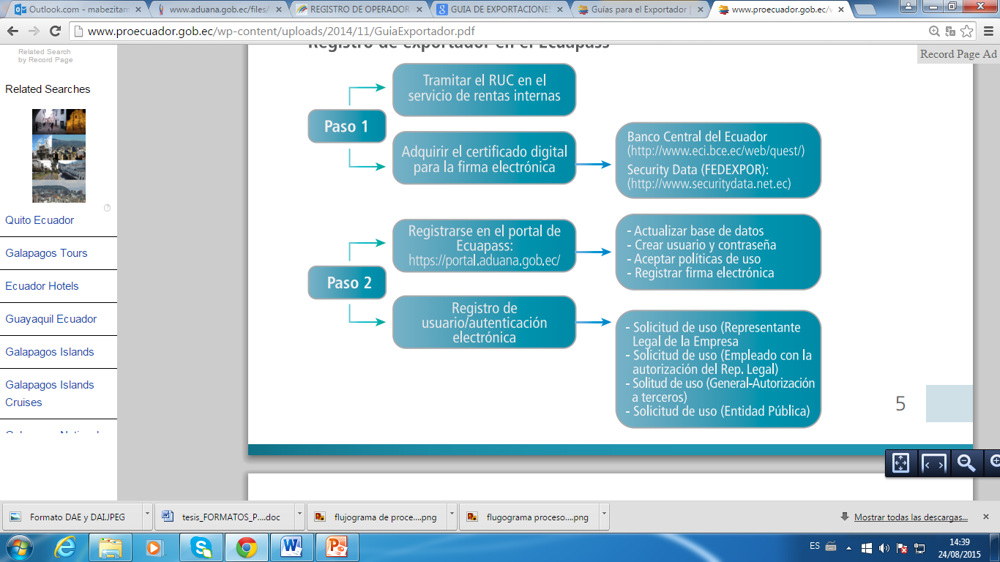 Outlook.com - mabezitam
www.aduana.gob.ec/files/
REGISTRO DE OPERADOR
GUIA DE EXPORTACIONES
Guías para el Exportador |
www.proecuador.gob.ec/w
www.proecuador.gob.ec/wp-content/uploads/2014/11/GuiaExportador.pdf
Related Search
by Record Page
Record Page Ad
Related Searches
Quito Ecuador
Galapagos Tours
Ecuador Hotels
Guayaquil Ecuador
Galapagos Islands
Galapagos Islands
Cruises
Registro de exportador en el Ecuapass
Paso 1
Tramitar el RUC en el
servicio de rentas internas
Adquirir el certificado digital
para la firma electrónica
Banco Central del Ecuador
(http://www.eci.bce.ec/web/quest/)
Security Data (FEDEXPOR):
(http://www.securitydata.net.ec)
Paso 2
Registrarse en el portal de
Ecuapass:
https://portal.aduana.gob.ec/
- Actualizar base de datos
- Crear usuario y contraseña
- Aceptar políticas de uso
- Registrar firma electrónica
Registro de
usuario/autenticación
electrónica
- Solicitud de uso (Representante
Legal de la Empresa
- Solicitud de uso (Empleado con la
autorización del Rep. Legal)
- Solitud de uso (General-Autorización
a terceros)
- Solicitud de uso (Entidad Pública)
5
Formato DAE y DAI.JPEG
tesis_FORMATOS_P....doc
flujograma de proce....png
flugograma proceso....png
Mostrar todas las descargas...
ES
14:39
24/08/2015